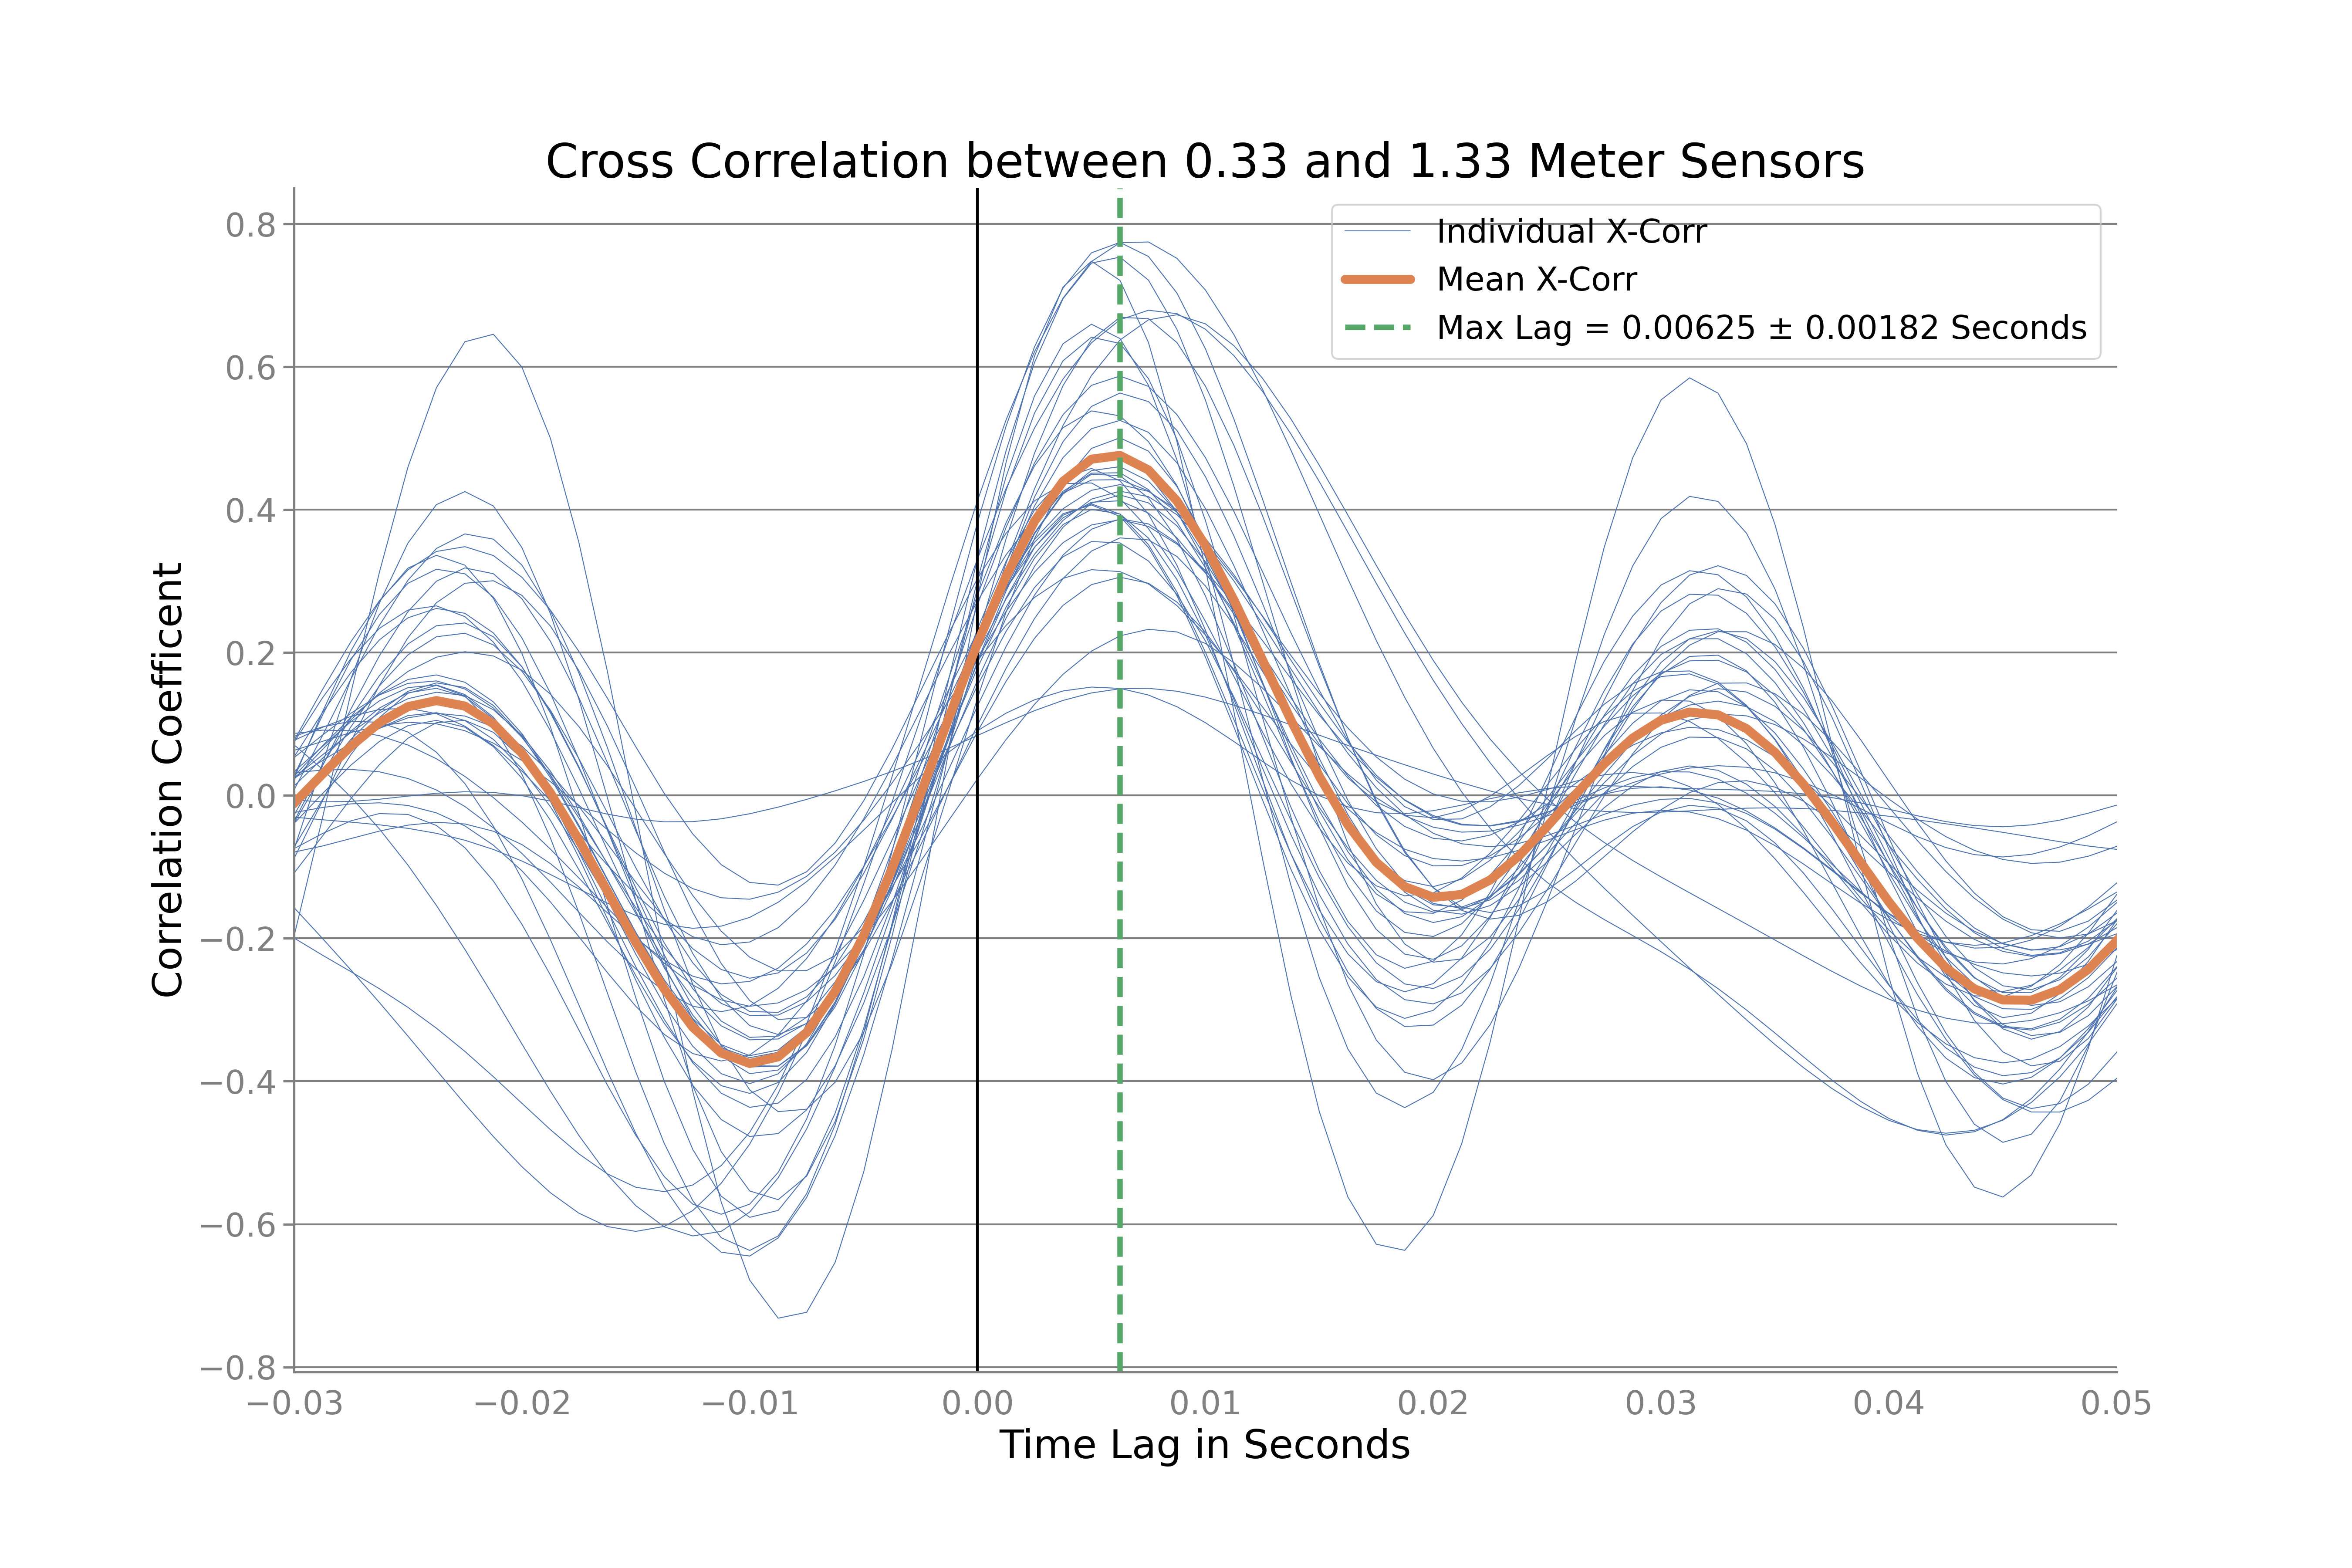 Cross Correlation between 0.33 and 1.33 Meter Sensors
Individual X-Corr
Mean X-Corr
Max Lag = 0.00625 ± 0.00182 Seconds
Correlation Coefficent
0.8
0.6
0.4
0.2
0.0
−0.2
−0.4
−0.6
−0.8
−0.03 −0.02 −0.01 0.00 0.01 0.02 0.03 0.04 0.05
Time Lag in Seconds